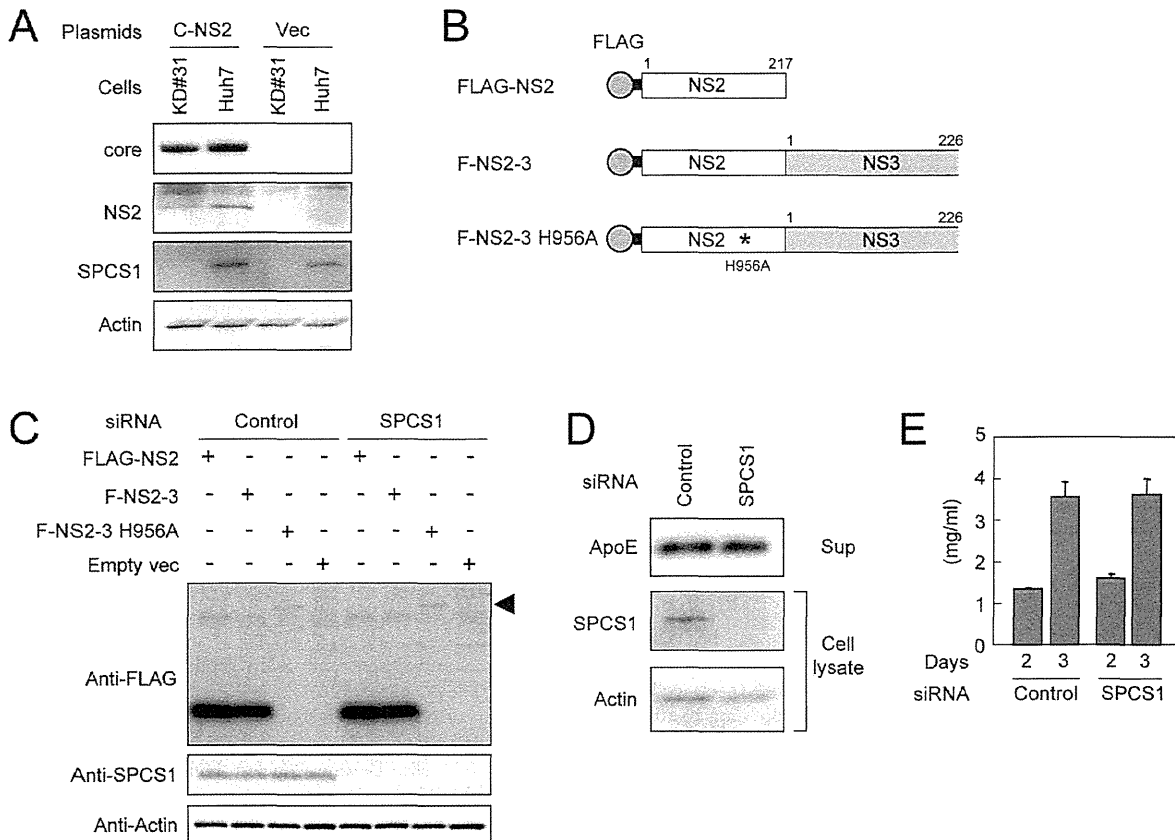 A
Plasmids C-NS2 Vec
Cells KD#31 Huh7 KD#31 Huh7
core
NS2
SPCS1
Actin
B
FLAG
1 217
FLAG-NS2 NS2
1 226
F-NS2-3 NS2 NS3
1 226
F-NS2-3 H956A NS2 * NS3
H956A
C
siRNA Control SPCS1
FLAG-NS2 + - - - + - - -
F-NS2-3 - + - - - + - -
F-NS2-3 H956A - - + - - - + -
Empty vec - - - + - - - +
Anti-FLAG
Anti-SPCS1
Anti-Actin
D
siRNA Control SPCS1
ApoE Sup
SPCS1
Cell
lysate
Actin
E
(mg/ml)
5
4
3
2
1
0
Days 2 3 2 3
siRNA Control SPCS1